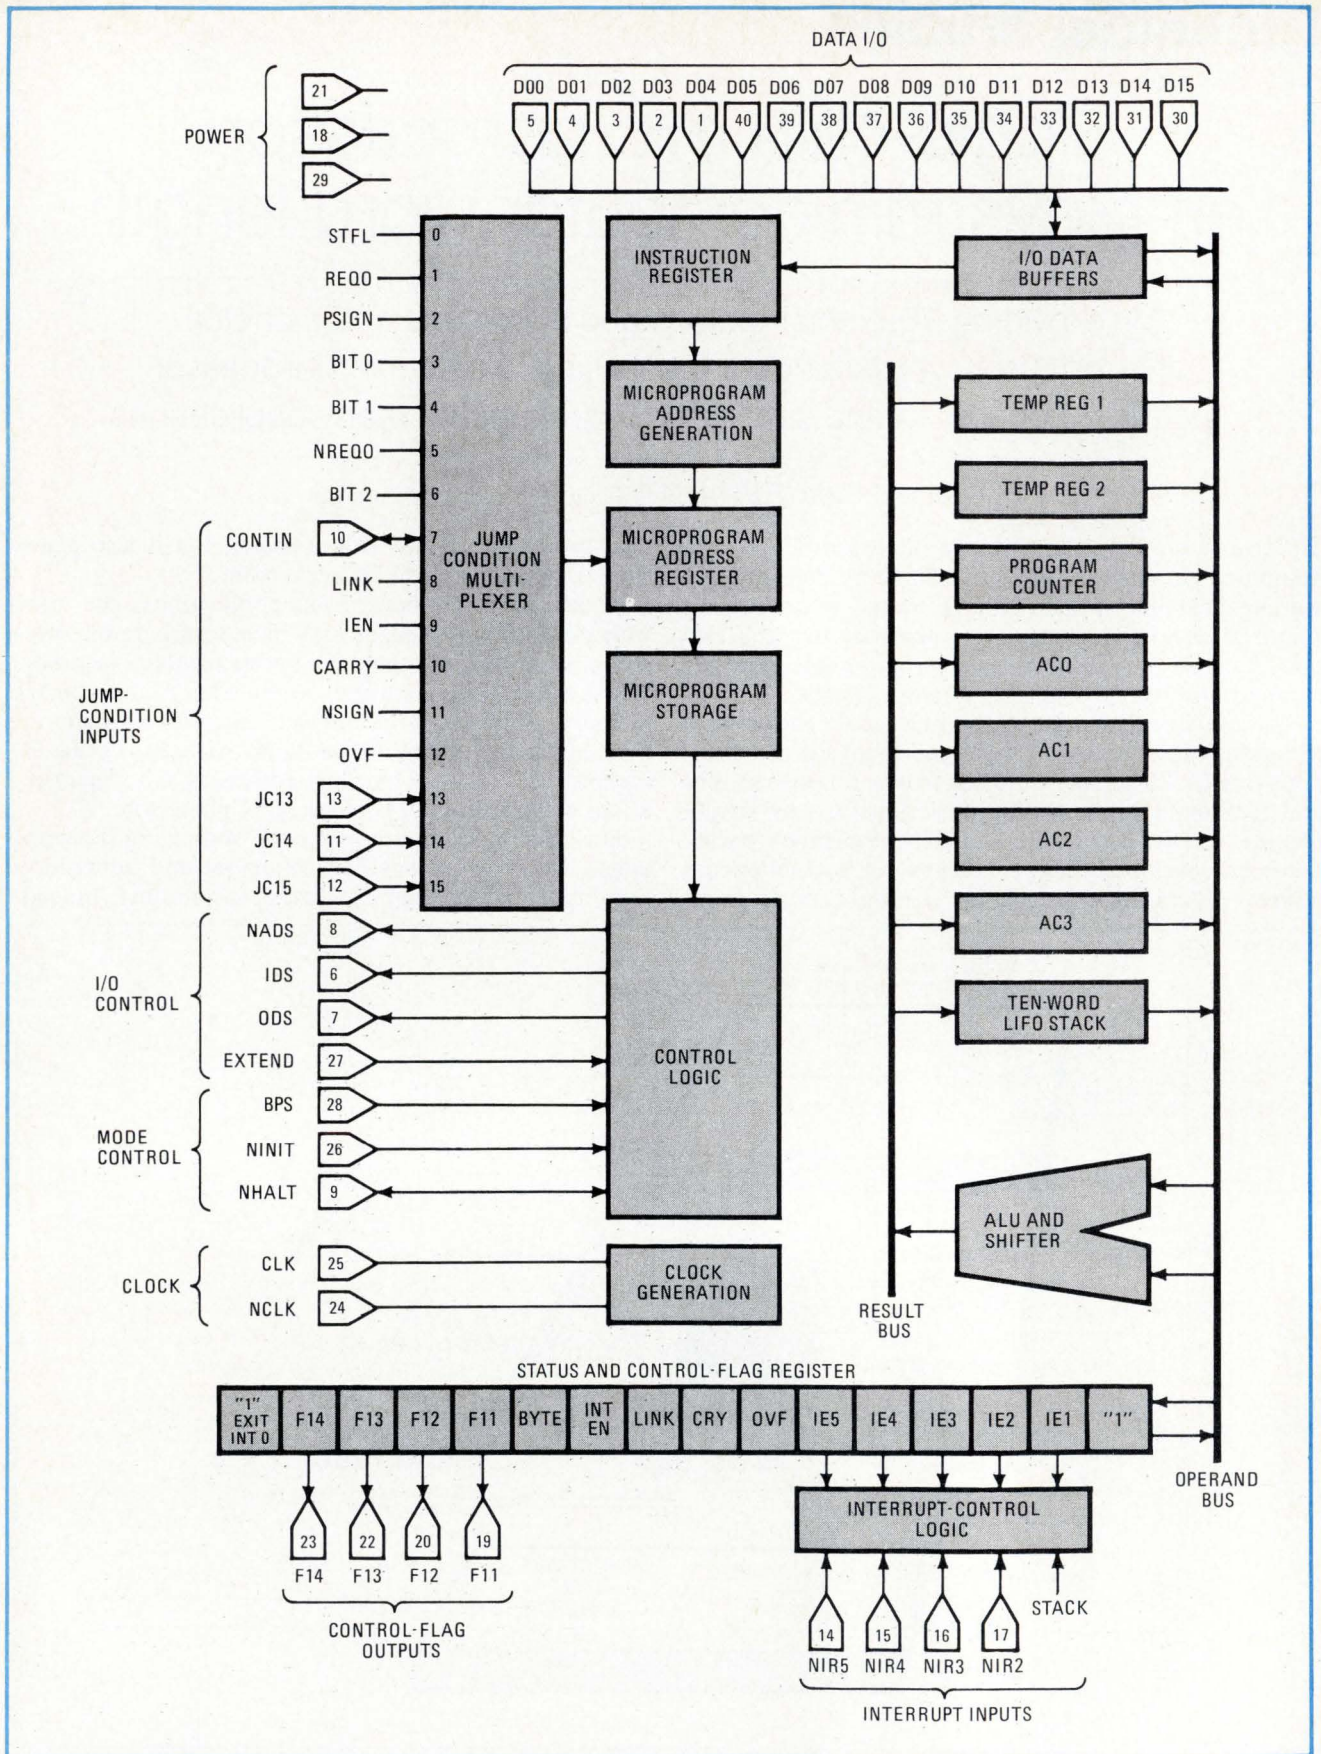 DATA I/O
D00 D01 D02 D03 D04 D05 D06 D07 D08 D09 D10 D11 D12 D13 D14 D15
5 4 3 2 1 40 39 38 37 36 35 34 33 32 31 30
POWER
21
18
29
STFL 0
REQ0 1
PSIGN 2
BIT 0 3
BIT 1 4
NREQ0 5
BIT 2 6
JUMP-
CONDITION
INPUTS
CONTIN 10 7
LINK 8
IEN 9
CARRY 10
NSIGN 11
OVF 12
JC13 13 13
JC14 11 14
JC15 12 15
JUMP
CONDITION
MULTI-
PLEXER
INSTRUCTION
REGISTER
MICROPROGRAM
ADDRESS
GENERATION
MICROPROGRAM
ADDRESS
REGISTER
MICROPROGRAM
STORAGE
I/O DATA
BUFFERS
TEMP REG 1
TEMP REG 2
PROGRAM
COUNTER
AC0
AC1
AC2
AC3
TEN-WORD
LIFO STACK
I/O
CONTROL
NADS 8
IDS 6
ODS 7
EXTEND 27
MODE
CONTROL
BPS 28
NINIT 26
NHALT 9
CONTROL
LOGIC
CLOCK
CLK 25
NCLK 24
CLOCK
GENERATION
ALU AND
SHIFTER
RESULT
BUS
STATUS AND CONTROL-FLAG REGISTER
"1"
EXIT
INT 0
F14 F13 F12 F11 BYTE
INT
EN
LINK CRY OVF IE5 IE4 IE3 IE2 IE1 "1"
OPERAND
BUS
INTERRUPT-CONTROL
LOGIC
23 22 20 19
F14 F13 F12 F11
CONTROL-FLAG
OUTPUTS
STACK
14 15 16 17
NIR5 NIR4 NIR3 NIR2
INTERRUPT INPUTS